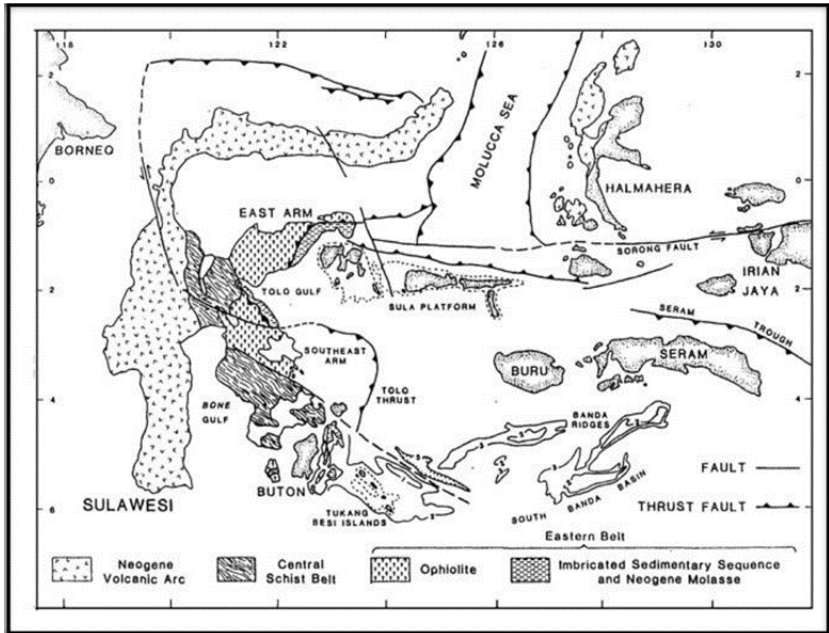 118 122 126 130
2
0
2
4
6
2
0
2
4
6
BORNEO
MOLUCCA SEA
HALMAHERA
EAST ARM
SORONG FAULT
IRIAN
JAYA
TOLO GULF
SULA PLATFORM
SERAM
TROUGH
SOUTHEAST
ARM
BURU
SERAM
TOLO
THRUST
BONE
GULF
BANDA
RIDGES
FAULT
SULAWESI
BUTON
TUKANG
BESI ISLANDS
SOUTH BANDA BASIN
THRUST FAULT
Eastern Belt
Neogene
Volcanic Arc
Central
Schist Belt
Ophiolite
Imbricated Sedimentary Sequence
and Neogene Molasse